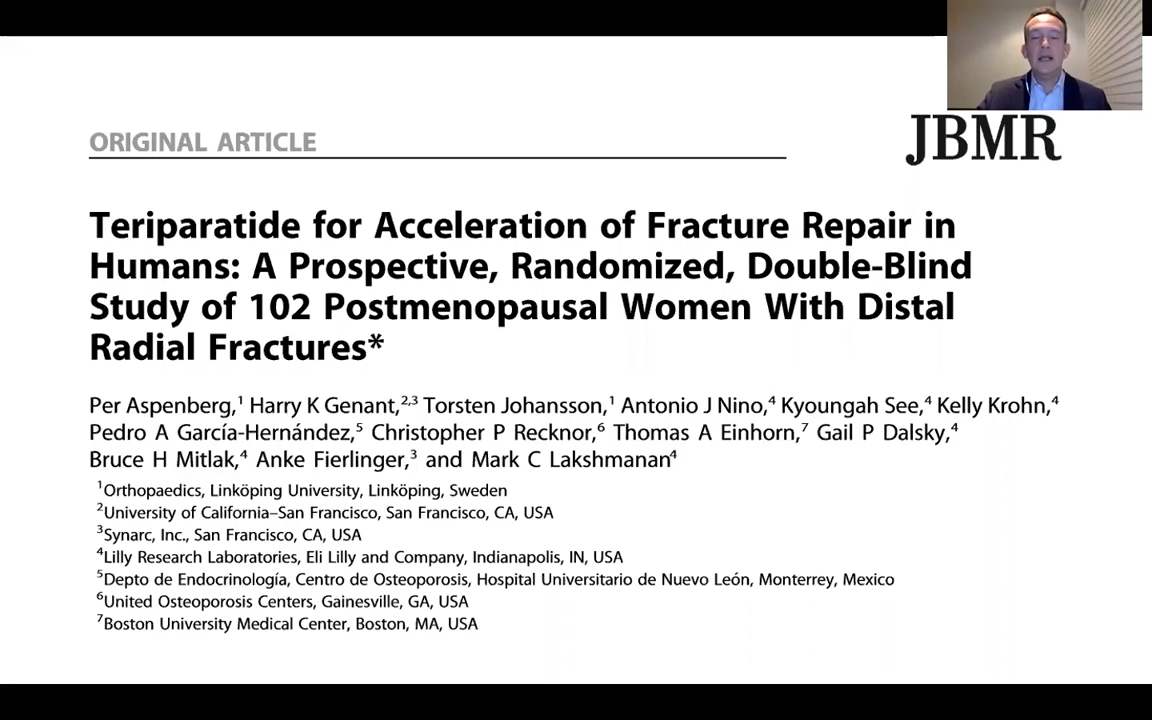 ORIGINAL ARTICLE
JBMR
Teriparatide for Acceleration of Fracture Repair in
Humans: A Prospective, Randomized, Double-Blind
Study of 102 Postmenopausal Women With Distal
Radial Fractures*
Per Aspenberg,¹ Harry K Genant,²,³ Torsten Johansson,¹ Antonio J Nino,⁴ Kyoungah See,⁴ Kelly Krohn,⁴
Pedro A García-Hernández,⁵ Christopher P Recknor,⁶ Thomas A Einhorn,⁷ Gail P Dalsky,⁴
Bruce H Mitlak,⁴ Anke Fierlinger,³ and Mark C Lakshmanan⁴
¹Orthopaedics, Linköping University, Linköping, Sweden
²University of California–San Francisco, San Francisco, CA, USA
³Synarc, Inc., San Francisco, CA, USA
⁴Lilly Research Laboratories, Eli Lilly and Company, Indianapolis, IN, USA
⁵Depto de Endocrinología, Centro de Osteoporosis, Hospital Universitario de Nuevo León, Monterrey, Mexico
⁶United Osteoporosis Centers, Gainesville, GA, USA
⁷Boston University Medical Center, Boston, MA, USA